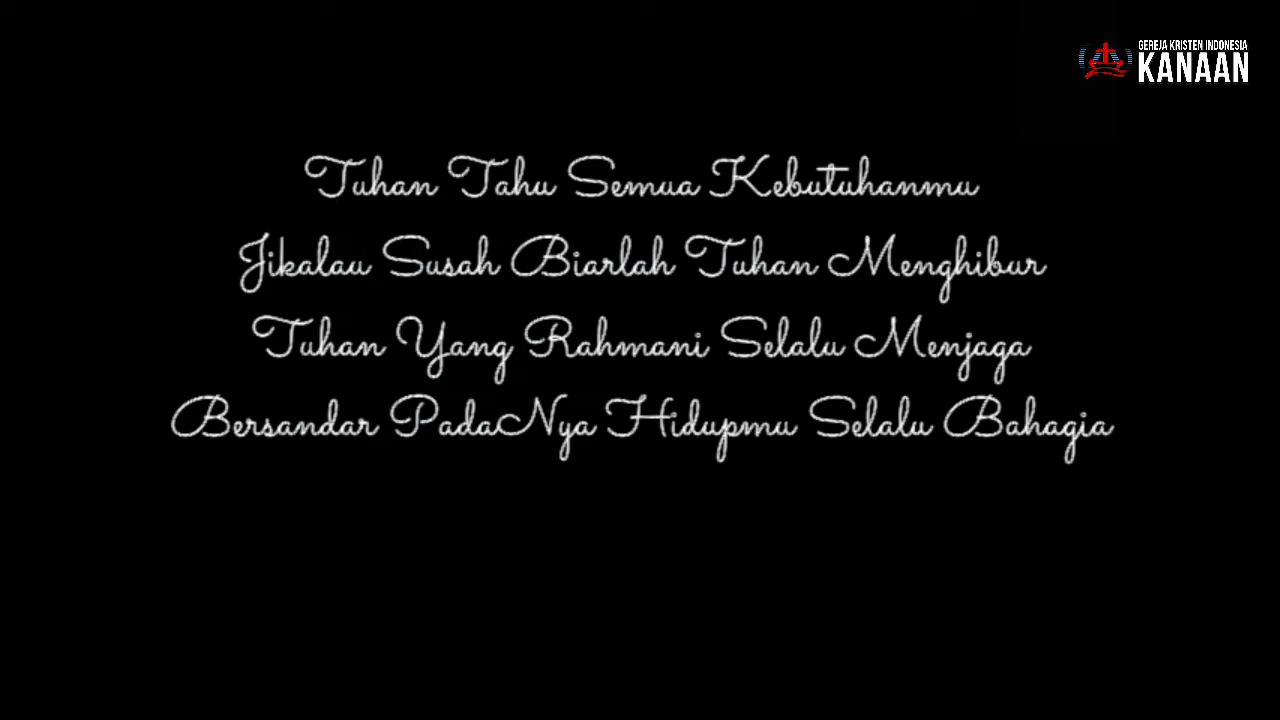 GEREJA KRISTEN INDONESIA
KANAAN
Tuhan Tahu Semua Kebutuhanmu
Jikalau Susah Biarlah Tuhan Menghibur
Tuhan Yang Rahmani Selalu Menjaga
Bersandar PadaNya Hidupmu Selalu Bahagia